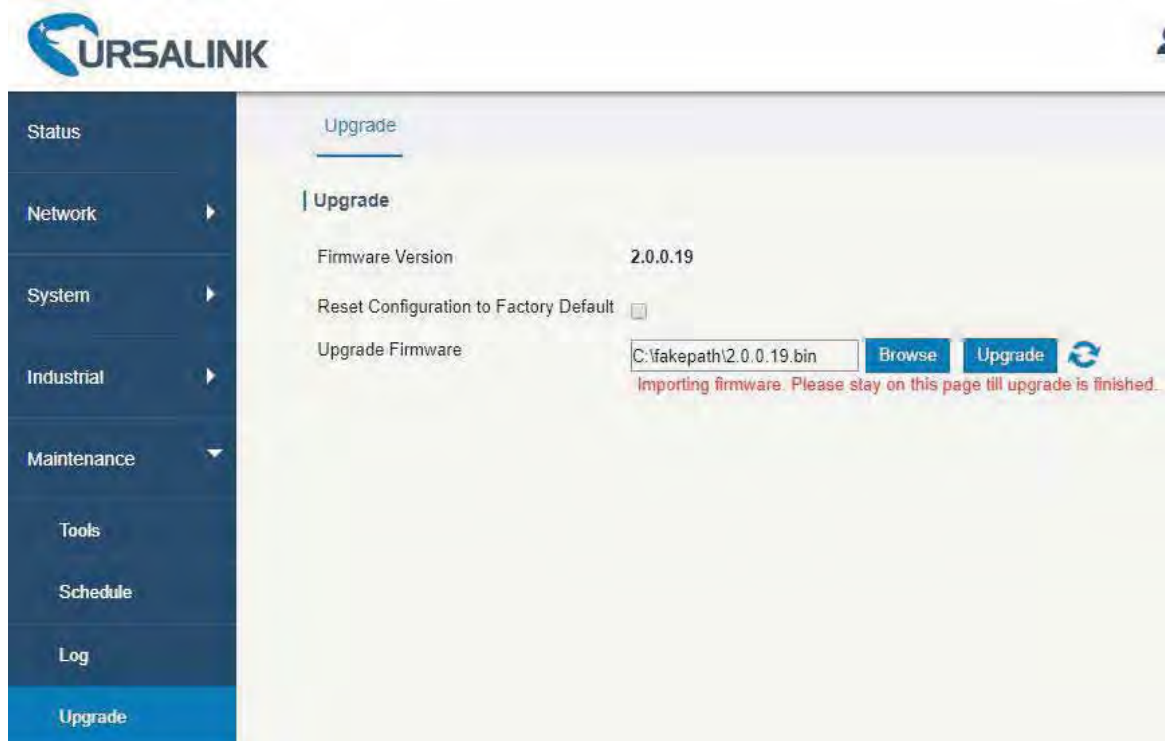 URSALINK
Status
Upgrade
Network
Upgrade
Firmware Version 2.0.0.19
System
Reset Configuration to Factory Default
Upgrade Firmware C:\fakepath\2.0.0.19.bin Browse Upgrade
Importing firmware. Please stay on this page till upgrade is finished.
Industrial
Maintenance
Tools
Schedule
Log
Upgrade